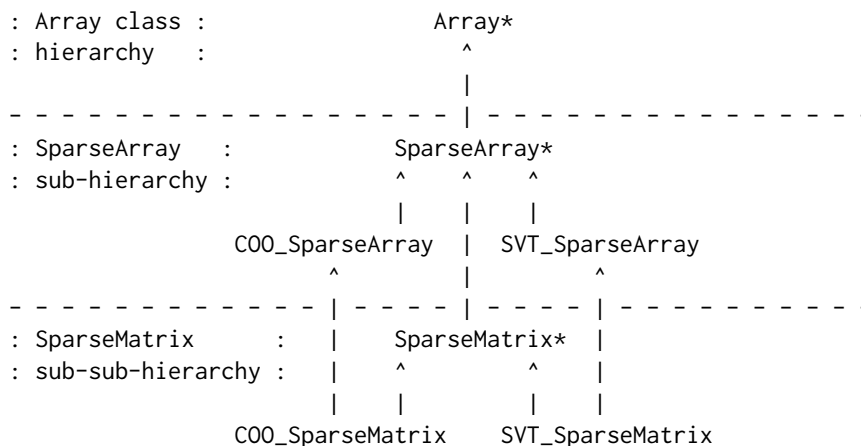 : Array class :                 Array*
: hierarchy   :                   ^
                                  |
- - - - - - - - - - - - - - - - - | - - - - - - - - - - - - - - -
: SparseArray   :            SparseArray*
: sub-hierarchy :            ^    ^    ^
                             |    |    |
                 COO_SparseArray  |  SVT_SparseArray
                        ^         |         ^
- - - - - - - - - - - - | - - - - | - - - - | - - - - - - - - - -
: SparseMatrix      :   |    SparseMatrix*  |
: sub-sub-hierarchy :   |    ^         ^    |
                        |    |         |    |
                 COO_SparseMatrix    SVT_SparseMatrix